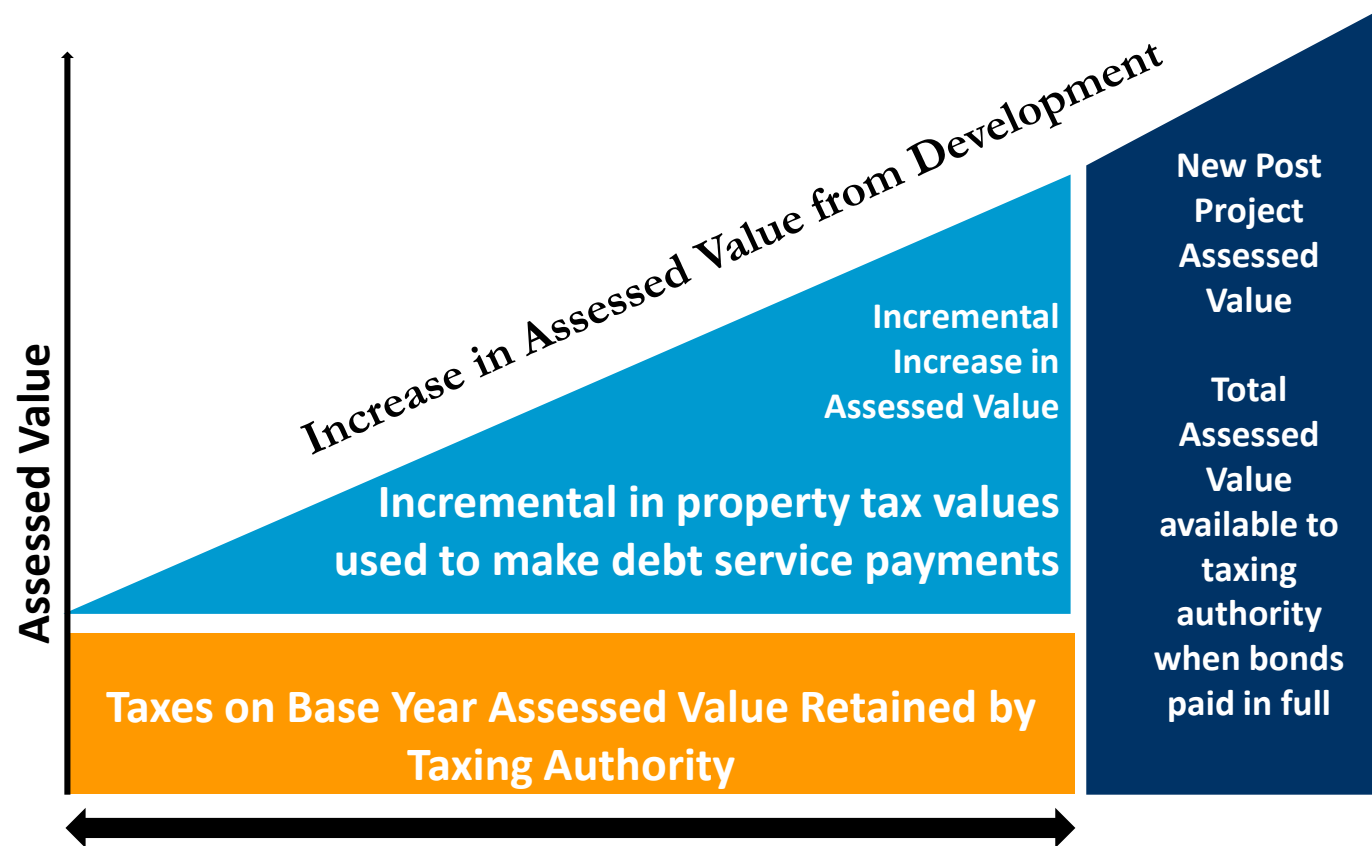 Increase in Assessed Value from Development
Assessed Value
Incremental
Increase in
Assessed Value
Incremental in property tax values
used to make debt service payments
Taxes on Base Year Assessed Value Retained by
Taxing Authority
New Post
Project
Assessed
Value
Total
Assessed
Value
available to
taxing
authority
when bonds
paid in full